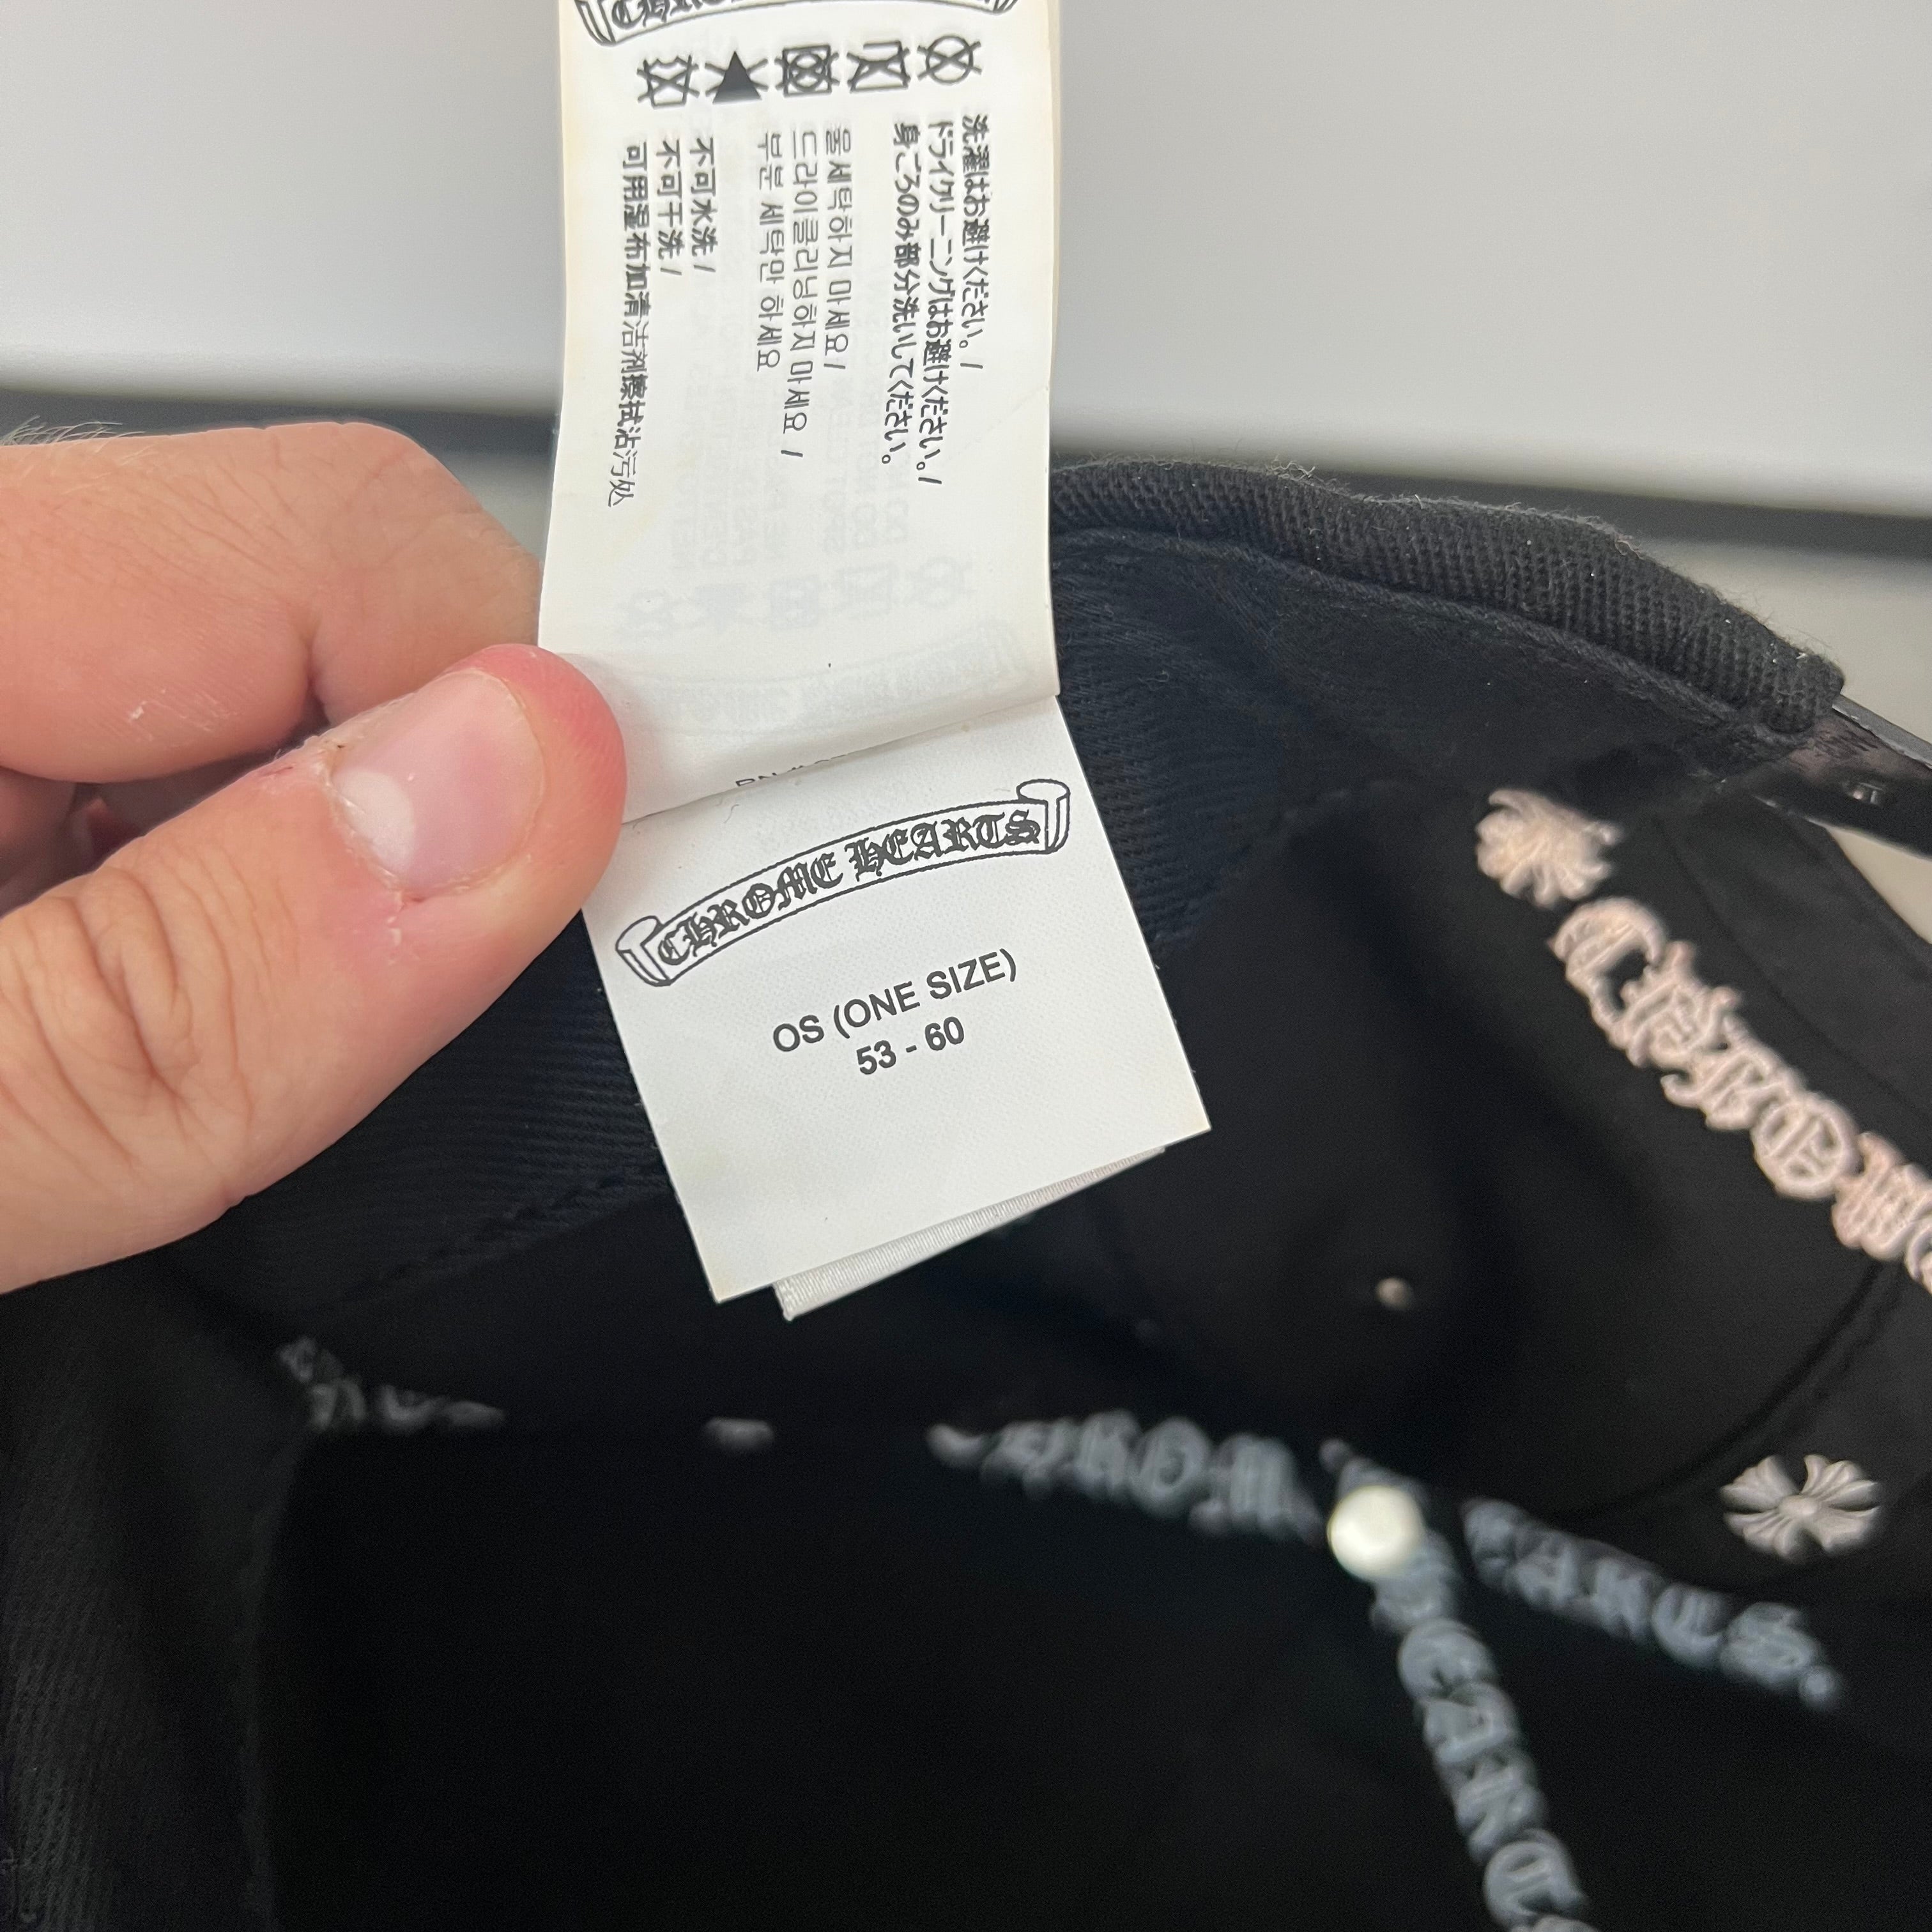 洗濯はお避けください。/
ドライクリーニングはお避けください。/
身ごろのみ部分洗いしてください。
물세탁하지 마세요 /
드라이클리닝하지 마세요 /
부분 세탁만 하세요
不可水洗 /
不可干洗 /
可用湿布加清洁剂擦拭沾污处
CHROME HEARTS
OS (ONE SIZE)
53 - 60